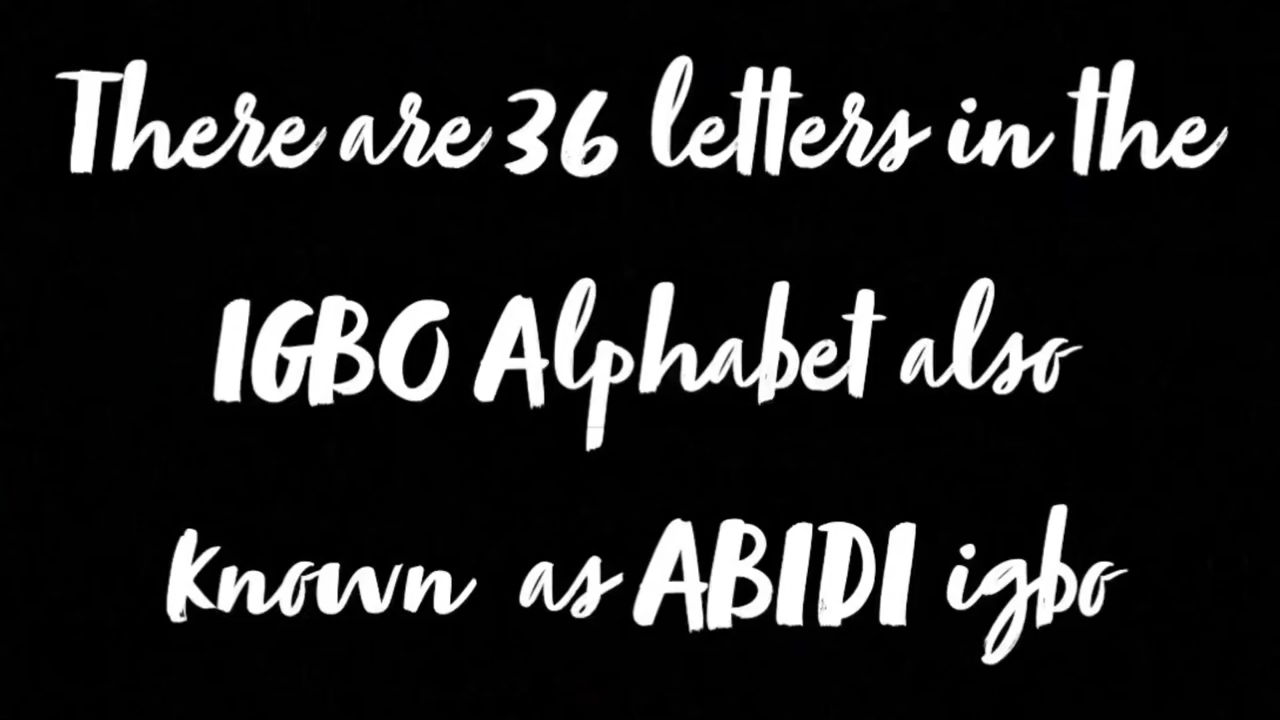 There are 36 letters in the
IGBO Alphabet also
known as ABIDI igbo